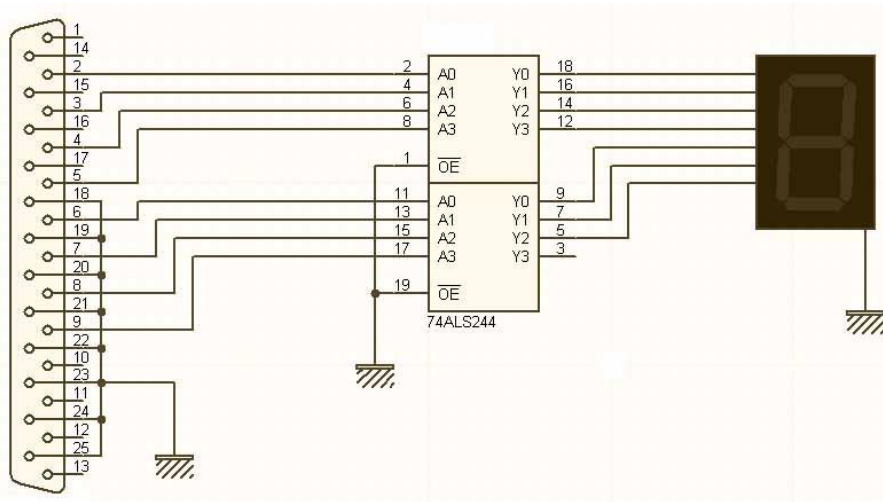 1
14
2
15
3
16
4
17
5
18
6
19
7
20
8
21
9
22
10
23
11
24
12
25
13
2 A0 Y0 18
4 A1 Y1 16
6 A2 Y2 14
8 A3 Y3 12
1 OE
11 A0 Y0 9
13 A1 Y1 7
15 A2 Y2 5
17 A3 Y3 3
19 OE
74ALS244